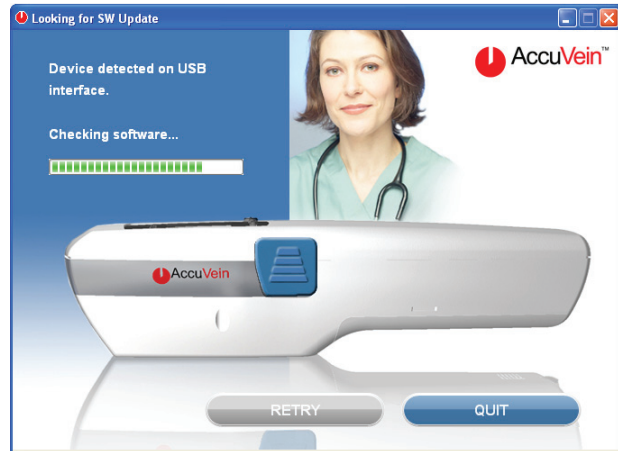 Looking for SW Update
Device detected on USB
interface.
AccuVein™
Checking software...
AccuVein
RETRY
QUIT